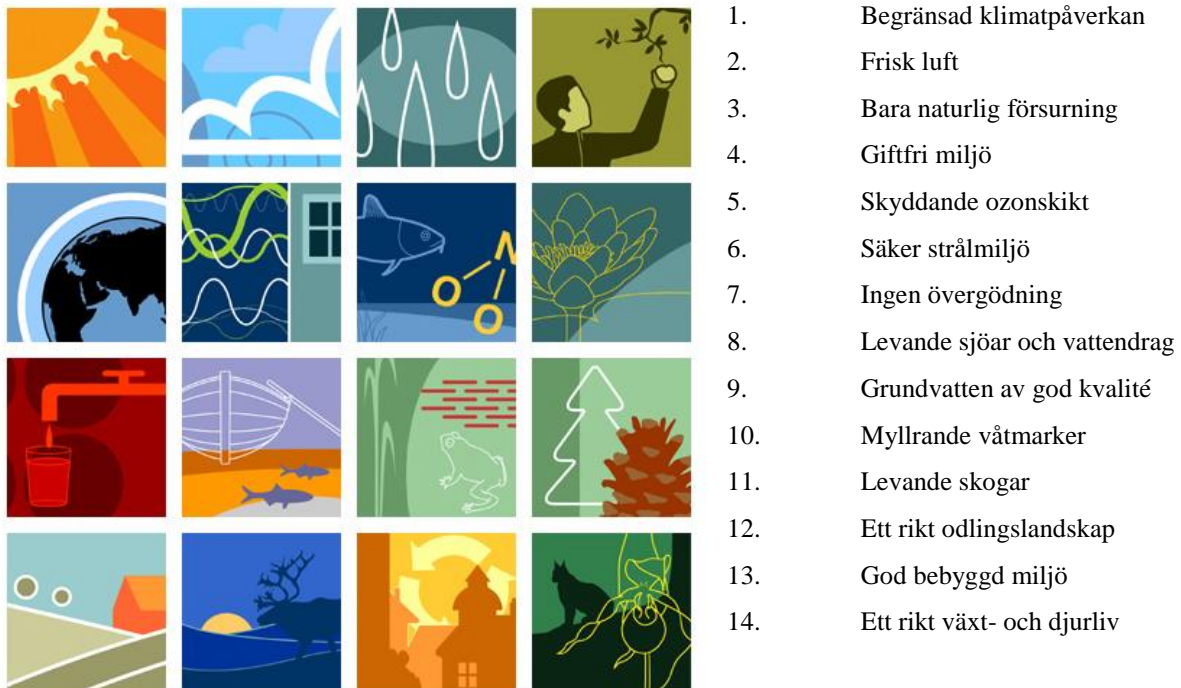 1. Begränsad klimatpåverkan
2. Frisk luft
3. Bara naturlig försurning
4. Giftfri miljö
5. Skyddande ozonskikt
6. Säker strålmiljö
7. Ingen övergödning
8. Levande sjöar och vattendrag
9. Grundvatten av god kvalité
10. Myllrande våtmarker
11. Levande skogar
12. Ett rikt odlingslandskap
13. God bebyggd miljö
14. Ett rikt växt- och djurliv
N
O
O